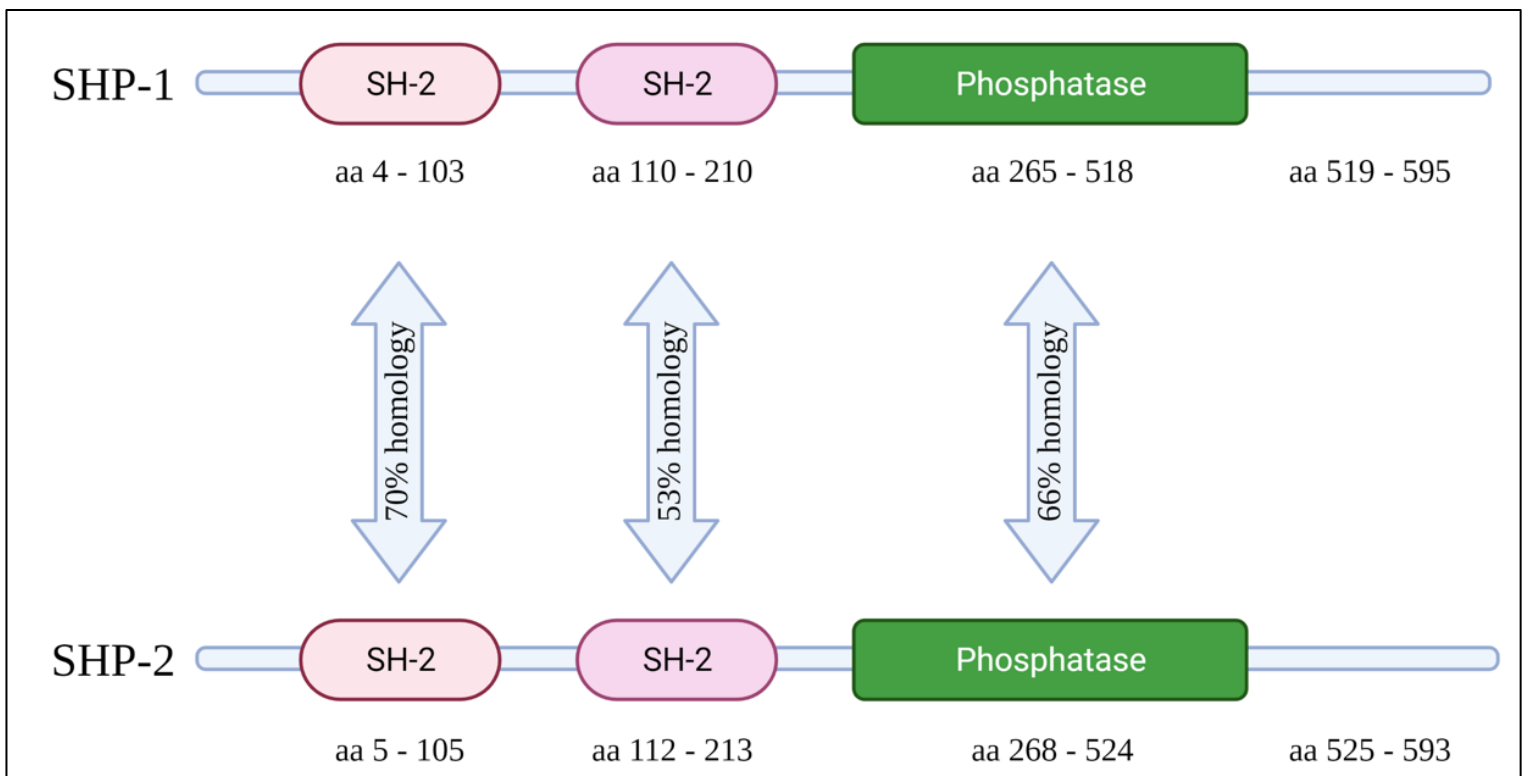 SHP-1
SH-2
SH-2
Phosphatase
aa 4 - 103
aa 110 - 210
aa 265 - 518
aa 519 - 595
70% homology
53% homology
66% homology
SHP-2
SH-2
SH-2
Phosphatase
aa 5 - 105
aa 112 - 213
aa 268 - 524
aa 525 - 593